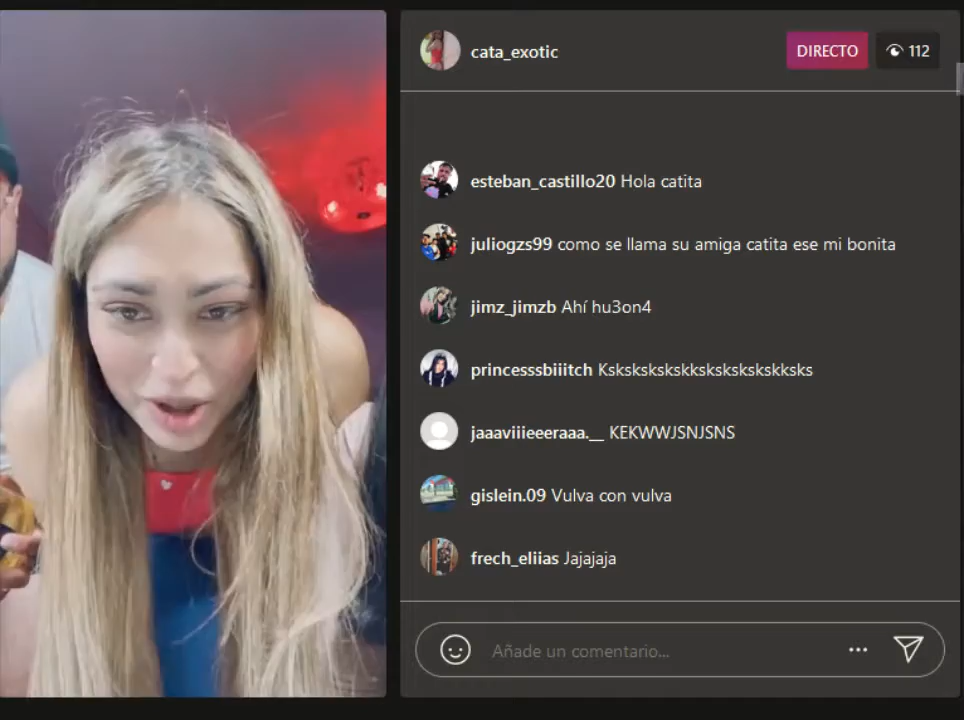 cata_exotic DIRECTO 112
esteban_castillo20 Hola catita
juliogzs99 como se llama su amiga catita ese mi bonita
jimz_jimzb Ahí hu3on4
princesssbiiitch Kskskskskskkskskskskskksks
jaaaviiieeeraaa.__ KEKWWJSNJSNS
gislein.09 Vulva con vulva
frech_eliias Jajajaja
Añade un comentario...